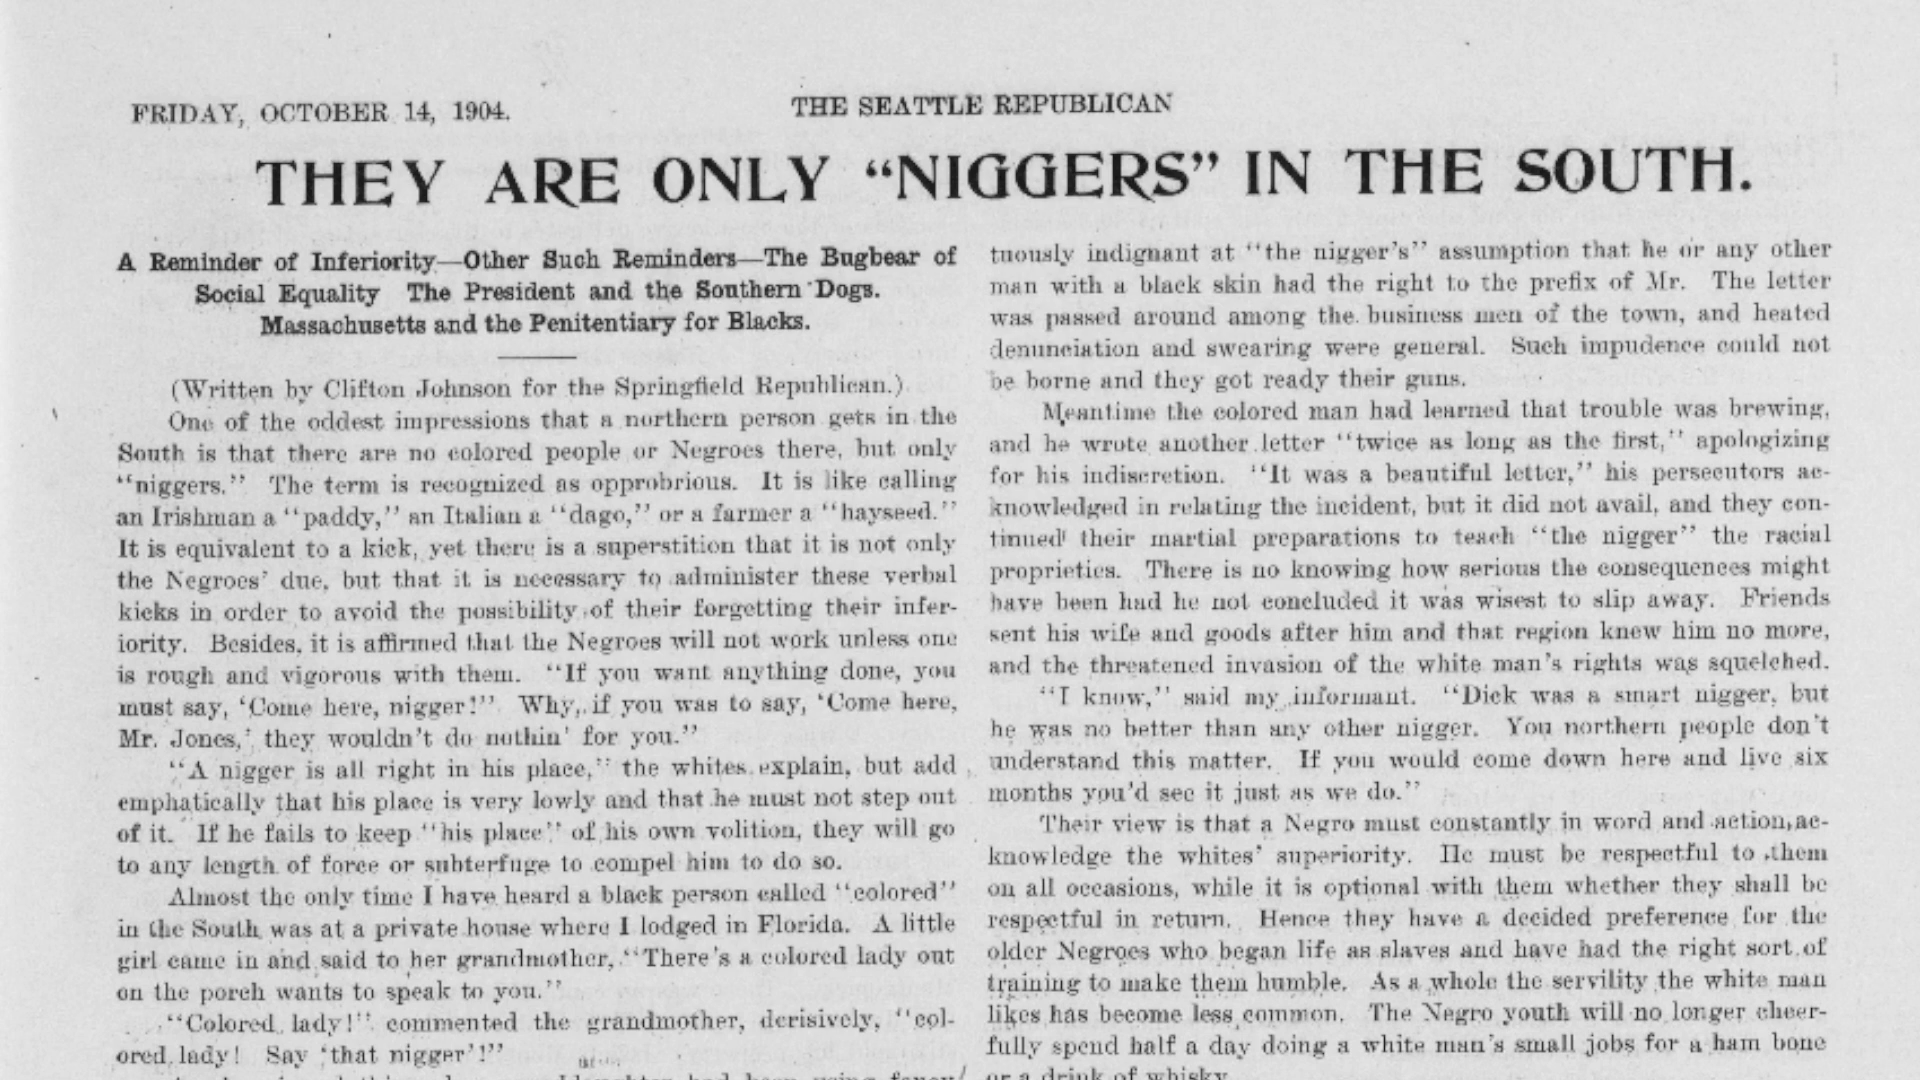 FRIDAY, OCTOBER 14, 1904.
THE SEATTLE REPUBLICAN
THEY ARE ONLY "NIGGERS" IN THE SOUTH.
A Reminder of Inferiority—Other Such Reminders—The Bugbear of
Social Equality The President and the Southern Dogs.
Massachusetts and the Penitentiary for Blacks.
(Written by Clifton Johnson for the Springfield Republican.)
One of the oddest impressions that a northern person gets in the
South is that there are no colored people or Negroes there, but only
"niggers." The term is recognized as opprobrious. It is like calling
an Irishman a "paddy," an Italian a "dago," or a farmer a "hayseed."
It is equivalent to a kick, yet there is a superstition that it is not only
the Negroes' due, but that it is necessary to administer these verbal
kicks in order to avoid the possibility of their forgetting their infer-
iority. Besides, it is affirmed that the Negroes will not work unless one
is rough and vigorous with them. "If you want anything done, you
must say, 'Come here, nigger!" Why, if you was to say, 'Come here,
Mr. Jones,' they wouldn't do nothin' for you."
"A nigger is all right in his place," the whites explain, but add
emphatically that his place is very lowly and that he must not step out
of it. If he fails to keep "his place" of his own volition, they will go
to any length of force or subterfuge to compel him to do so.
Almost the only time I have heard a black person called "colored"
in the South was at a private house where I lodged in Florida. A little
girl came in and said to her grandmother, "There's a colored lady out
on the porch wants to speak to you."
"Colored lady!" commented the grandmother, derisively, "col-
ored lady! Say 'that nigger'!"
tuously indignant at "the nigger's" assumption that he or any other
man with a black skin had the right to the prefix of Mr. The letter
was passed around among the business men of the town, and heated
denunciation and swearing were general. Such impudence could not
be borne and they got ready their guns.
Meantime the colored man had learned that trouble was brewing,
and he wrote another letter "twice as long as the first," apologizing
for his indiscretion. "It was a beautiful letter," his persecutors ac-
knowledged in relating the incident, but it did not avail, and they con-
tinued their martial preparations to teach "the nigger" the racial
proprieties. There is no knowing how serious the consequences might
have been had he not concluded it was wisest to slip away. Friends
sent his wife and goods after him and that region knew him no more,
and the threatened invasion of the white man's rights was squelched.
"I know," said my informant. "Dick was a smart nigger, but
he was no better than any other nigger. You northern people don't
understand this matter. If you would come down here and live six
months you'd see it just as we do."
Their view is that a Negro must constantly in word and action, ac-
knowledge the whites' superiority. He must be respectful to them
on all occasions, while it is optional with them whether they shall be
respectful in return. Hence they have a decided preference for the
older Negroes who began life as slaves and have had the right sort of
training to make them humble. As a whole the servility the white man
likes has become less common. The Negro youth will no longer cheer-
fully spend half a day doing a white man's small jobs for a ham bone
or a drink of whisky.